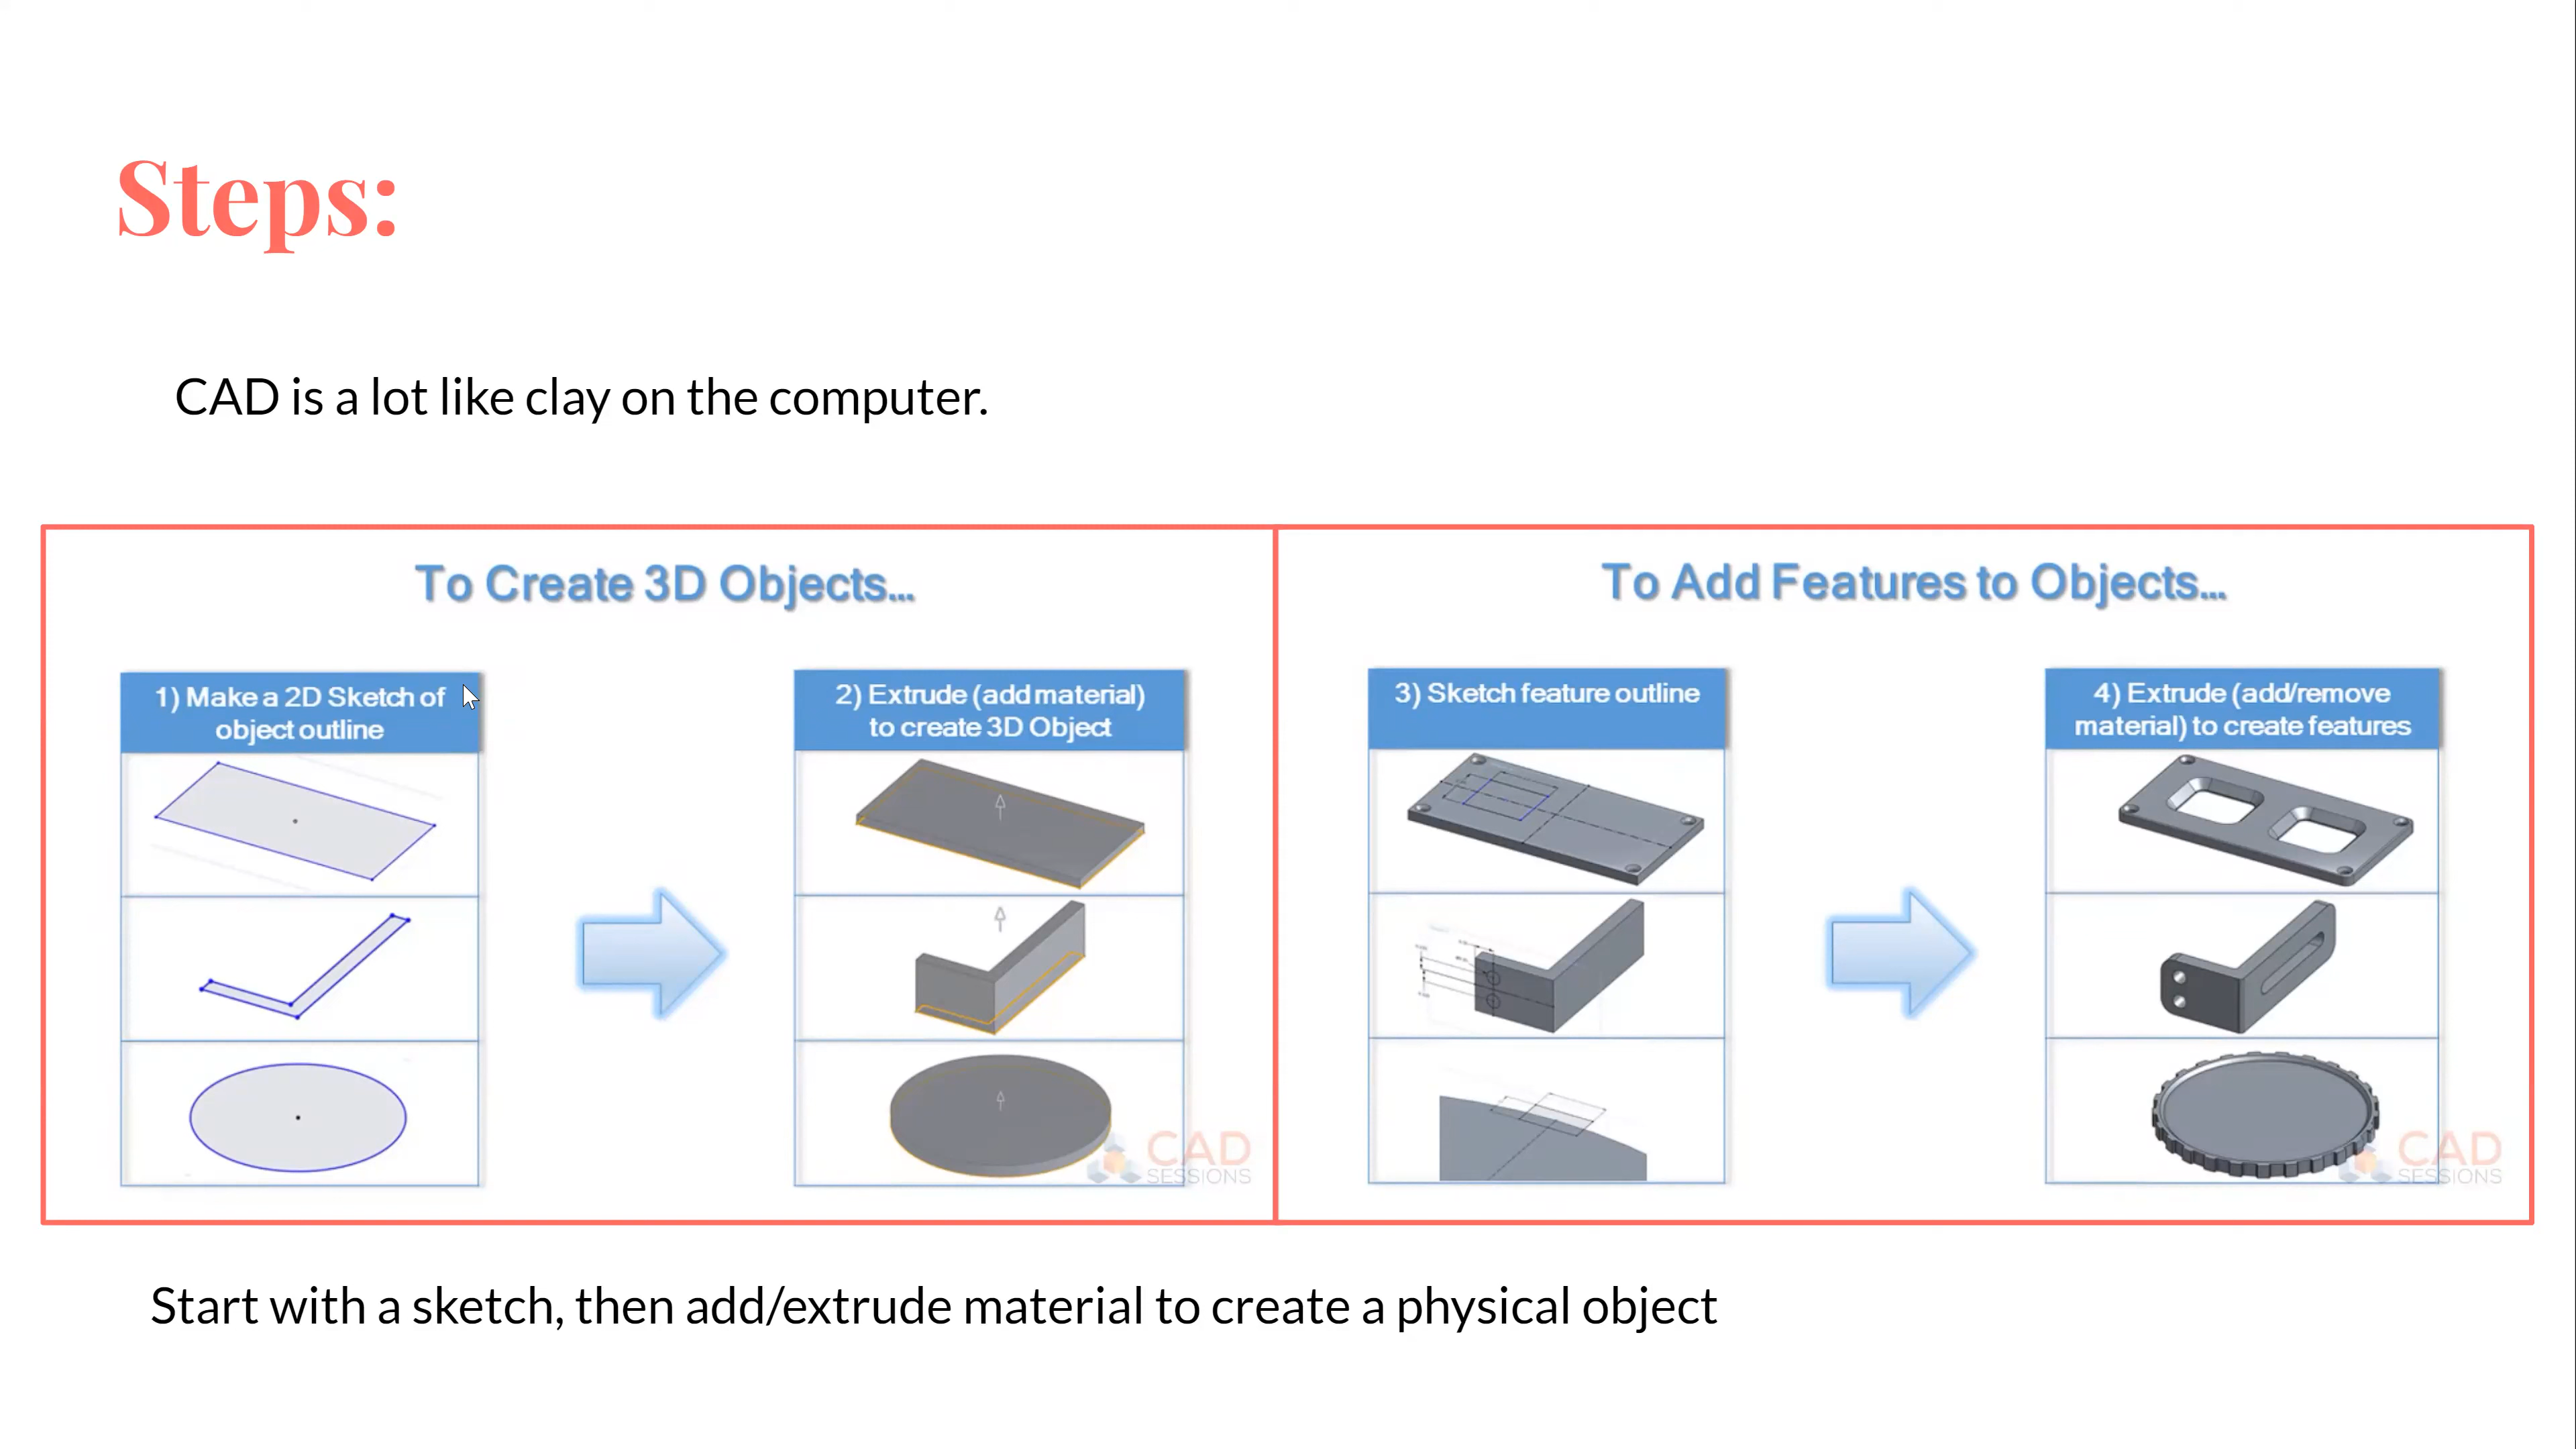 Steps:
CAD is a lot like clay on the computer.
To Create 3D Objects...
1) Make a 2D Sketch of
object outline
2) Extrude (add material)
to create 3D Object
CAD
SESSIONS
To Add Features to Objects...
3) Sketch feature outline
4) Extrude (add/remove
material) to create features
CAD
SESSIONS
Start with a sketch, then add/extrude material to create a physical object